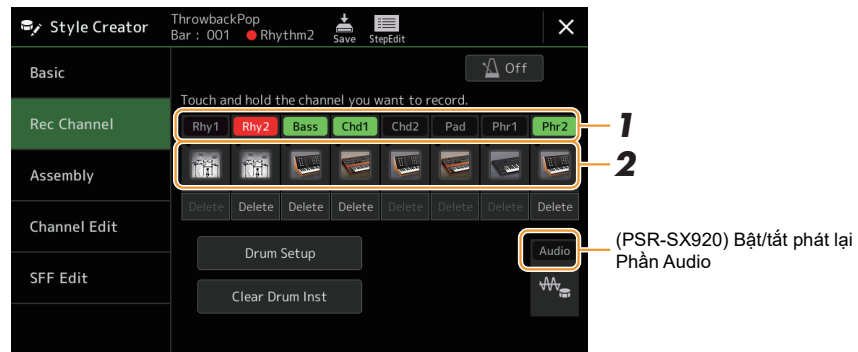 Style Creator
ThrowbackPop
Bar : 001 Rhythm2
Save StepEdit
Basic
Off
Touch and hold the channel you want to record.
Rec Channel
Rhy1 Rhy2 Bass Chd1 Chd2 Pad Phr1 Phr2
1
2
Assembly
Delete Delete Delete Delete Delete Delete Delete Delete
Channel Edit
Drum Setup
Audio
(PSR-SX920) Bật/tắt phát lại
Phần Audio
SFF Edit
Clear Drum Inst